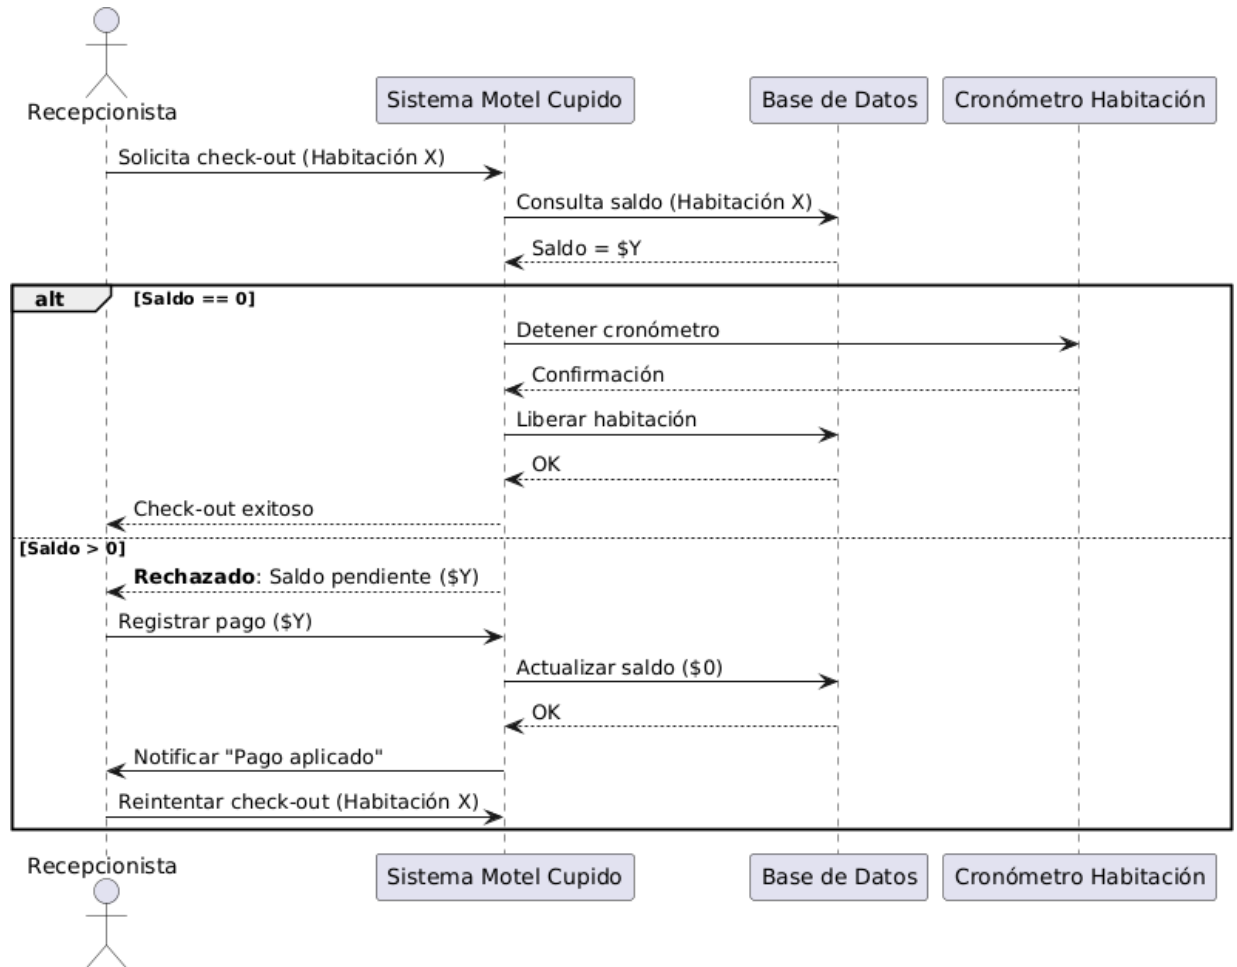 Recepcionista
Sistema Motel Cupido
Base de Datos
Cronómetro Habitación
Solicita check-out (Habitación X)
Consulta saldo (Habitación X)
Saldo = $Y
alt
[Saldo == 0]
Detener cronómetro
Confirmación
Liberar habitación
OK
Check-out exitoso
[Saldo > 0]
Rechazado: Saldo pendiente ($Y)
Registrar pago ($Y)
Actualizar saldo ($0)
OK
Notificar "Pago aplicado"
Reintentar check-out (Habitación X)
Recepcionista
Sistema Motel Cupido
Base de Datos
Cronómetro Habitación